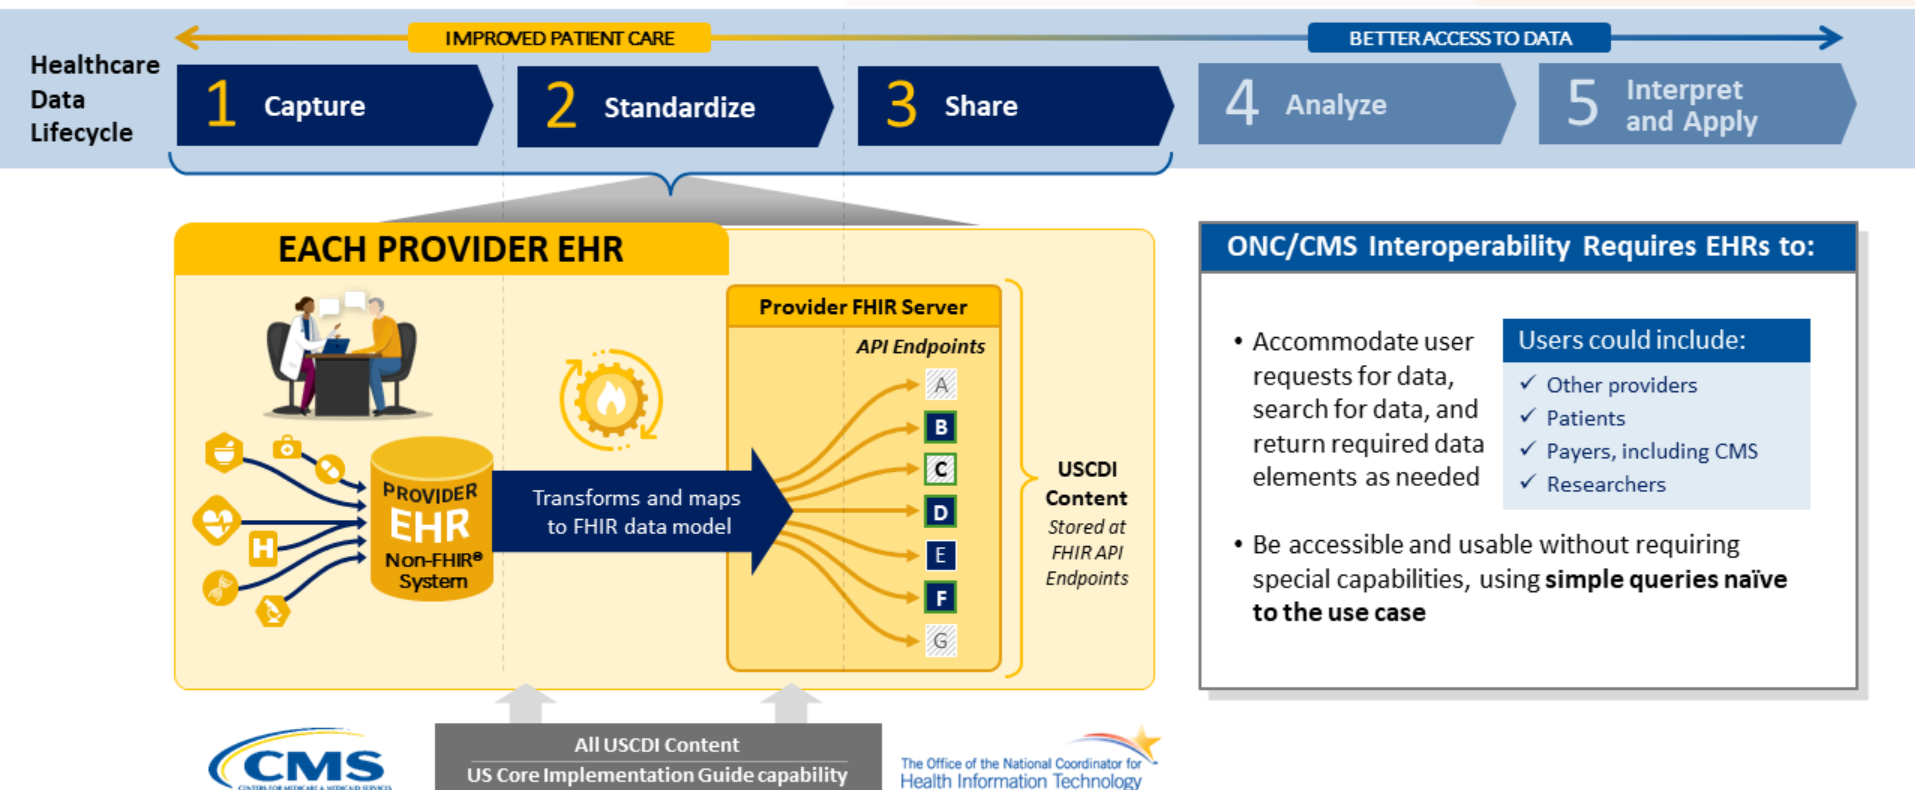 IMPROVED PATIENT CARE
BETTER ACCESS TO DATA
Healthcare
Data
Lifecycle
1 Capture
2 Standardize
3 Share
4 Analyze
5 Interpret
and Apply
EACH PROVIDER EHR
Provider FHIR Server
API Endpoints
A
B
C
D
E
F
G
H
PROVIDER
EHR
Non-FHIR®
System
Transforms and maps
to FHIR data model
USCDI
Content
Stored at
FHIR API
Endpoints
ONC/CMS Interoperability Requires EHRs to:
• Accommodate user
requests for data,
search for data, and
return required data
elements as needed
Users could include:
✓ Other providers
✓ Patients
✓ Payers, including CMS
✓ Researchers
• Be accessible and usable without requiring
special capabilities, using simple queries naïve
to the use case
CMS
CENTERS FOR MEDICARE & MEDICAID SERVICES
All USCDI Content
US Core Implementation Guide capability
The Office of the National Coordinator for
Health Information Technology